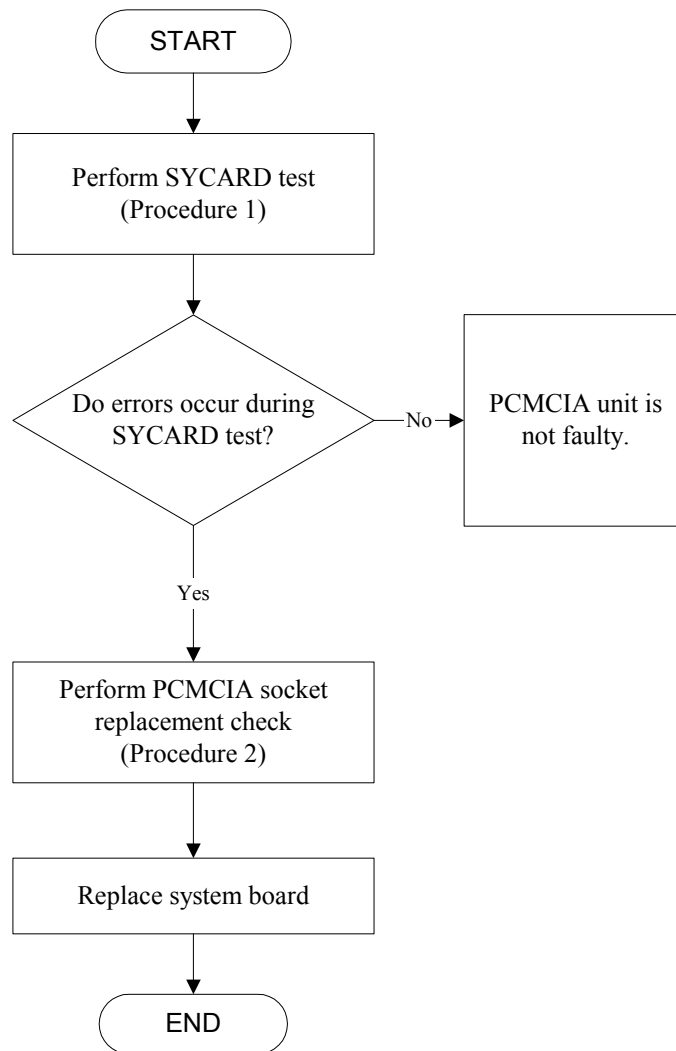 START
Perform SYCARD test
(Procedure 1)
Do errors occur during
SYCARD test?
No
PCMCIA unit is
not faulty.
Yes
Perform PCMCIA socket
replacement check
(Procedure 2)
Replace system board
END